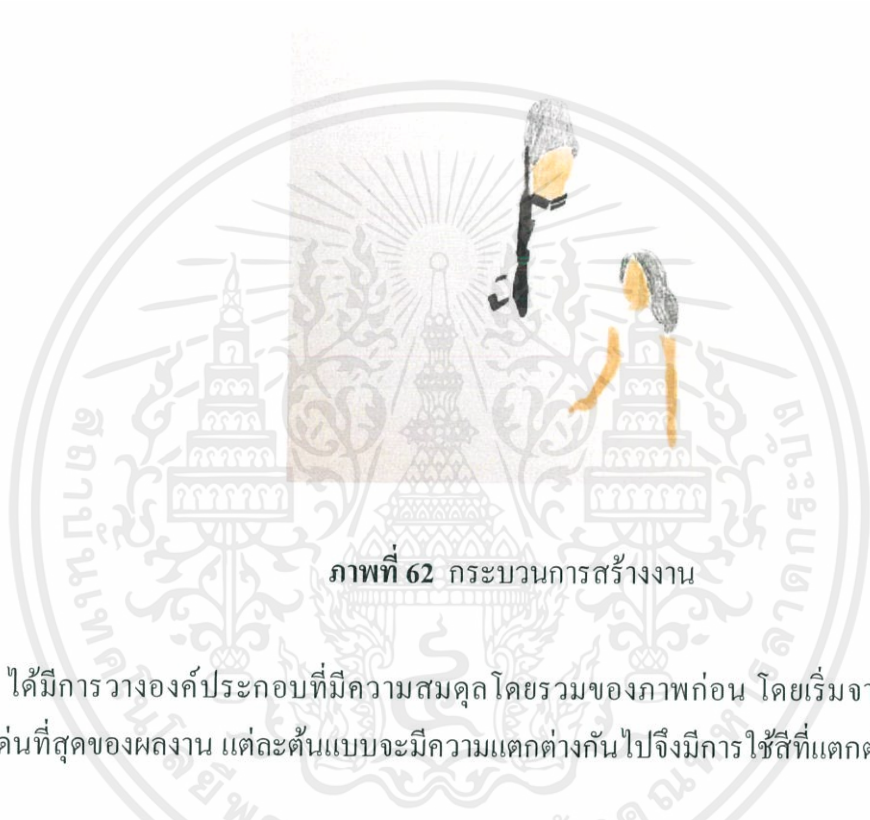 ภาพที่ 62 กระบวนการสร้างงาน
ได้มีการวางองค์ประกอบที่มีความสมดุลโดยรวมของภาพก่อน โดยเริ่มจา
ด่นที่สุดของผลงาน แต่ละต้นแบบจะมีความแตกต่างกันไปจึงมีการใช้สีที่แตกต